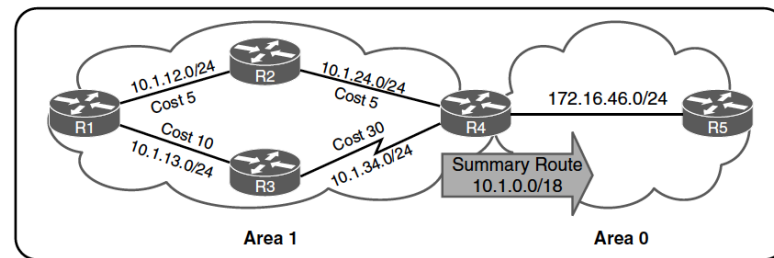 10.1.12.0/24
Cost 5
R2
10.1.24.0/24
Cost 5
R1
Cost 10
10.1.13.0/24
R3
Cost 30
10.1.34.0/24
R4
172.16.46.0/24
R5
Summary Route
10.1.0.0/18
Area 1
Area 0